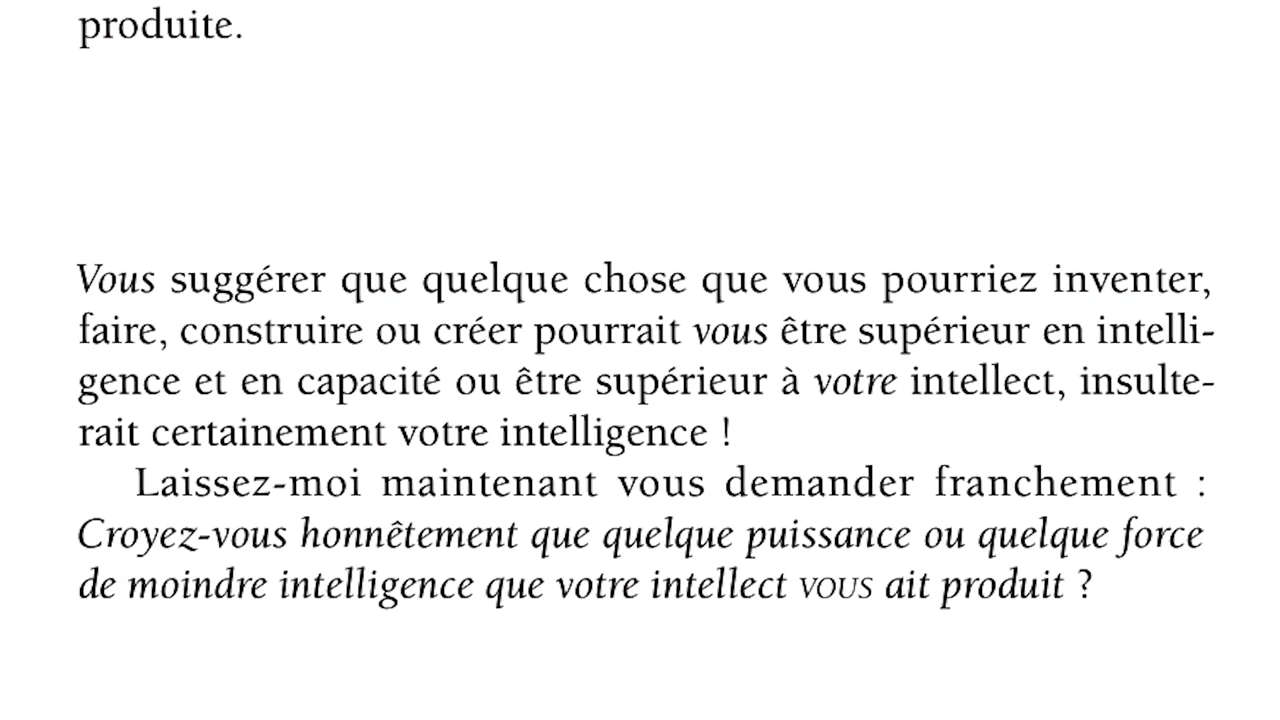 produite.
Vous suggérer que quelque chose que vous pourriez inventer,
faire, construire ou créer pourrait vous être supérieur en intelli-
gence et en capacité ou être supérieur à votre intellect, insulte-
rait certainement votre intelligence !
Laissez-moi maintenant vous demander franchement :
Croyez-vous honnêtement que quelque puissance ou quelque force
de moindre intelligence que votre intellect VOUS ait produit ?